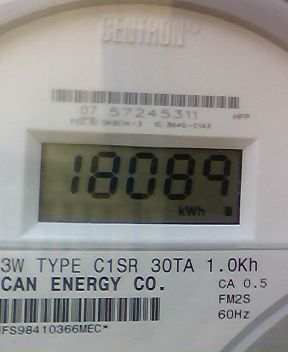 CENTRON®
07 57245311 HPP
18089
kWh
3W TYPE C1SR 30TA 1.0Kh
CAN ENERGY CO. CA 0.5
FM2S
60Hz
FS98410366MEC*